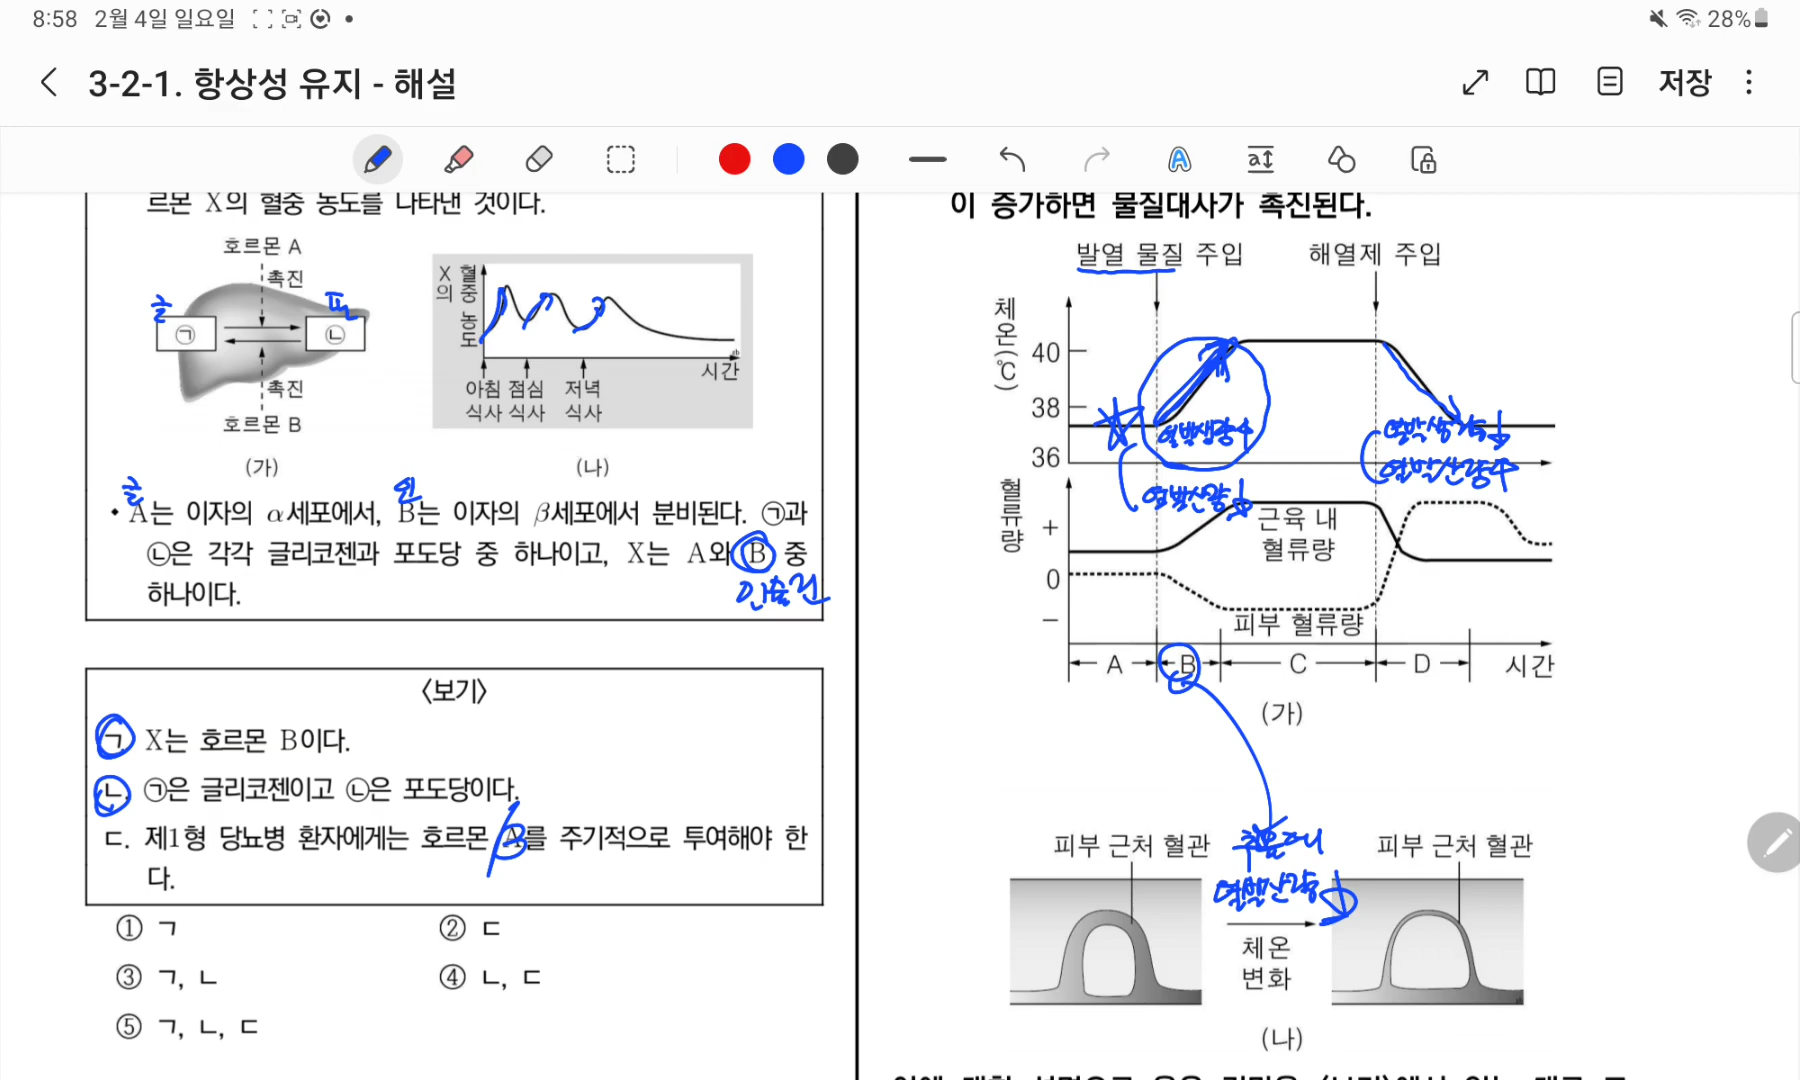 8:58 2월 4일 일요일
28%
3-2-1. 항상성 유지 - 해설
저장
르몬 X의 혈중 농도를 나타낸 것이다.
호르몬 A
촉진
글
포
㉠
㉡
촉진
호르몬 B
(가)
X의 혈중 농도
시간
아침 점심 저녁
식사 식사 식사
(나)
글
인
• A는 이자의 α세포에서, B는 이자의 β세포에서 분비된다. ㉠과
㉡은 각각 글리코젠과 포도당 중 하나이고, X는 A와 B 중
하나이다.
인슐린
〈보기〉
ㄱ. X는 호르몬 B이다.
ㄴ. ㉠은 글리코젠이고 ㉡은 포도당이다.
ㄷ. 제1형 당뇨병 환자에게는 호르몬 A를 주기적으로 투여해야 한
B
다.
① ㄱ
② ㄷ
③ ㄱ, ㄴ
④ ㄴ, ㄷ
⑤ ㄱ, ㄴ, ㄷ
이 증가하면 물질대사가 촉진된다.
발열 물질 주입
해열제 주입
체온(℃)
40
38
36
열발생량↑
열발산량↓
열발생량↓
열발산량↑
혈류량
+
0
−
근육 내
혈류량
피부 혈류량
A B C D 시간
(가)
피부 근처 혈관
추울 때
열발산량↓
피부 근처 혈관
체온
변화
(나)